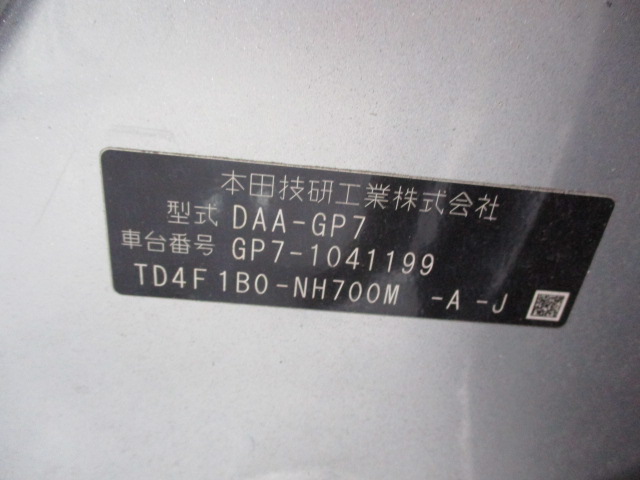 本田技研工業株式会社
型式 DAA-GP7
車台番号 GP7-1041199
TD4F1B0-NH700M -A-J